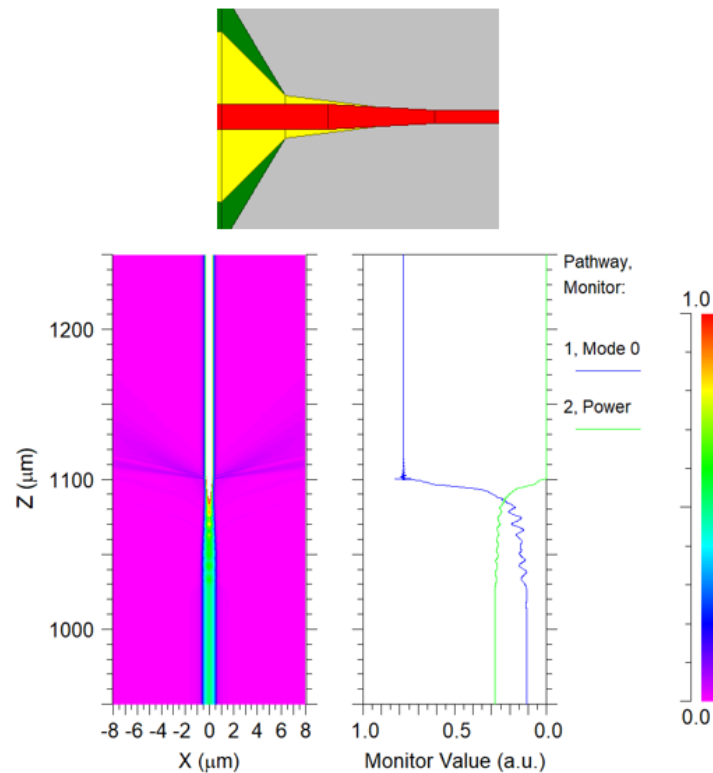 Pathway,
Monitor:
1, Mode 0
2, Power
1.0
0.0
1200
1100
1000
Z (μm)
-8 -6 -4 -2 0 2 4 6 8
X (μm)
1.0 0.5 0.0
Monitor Value (a.u.)